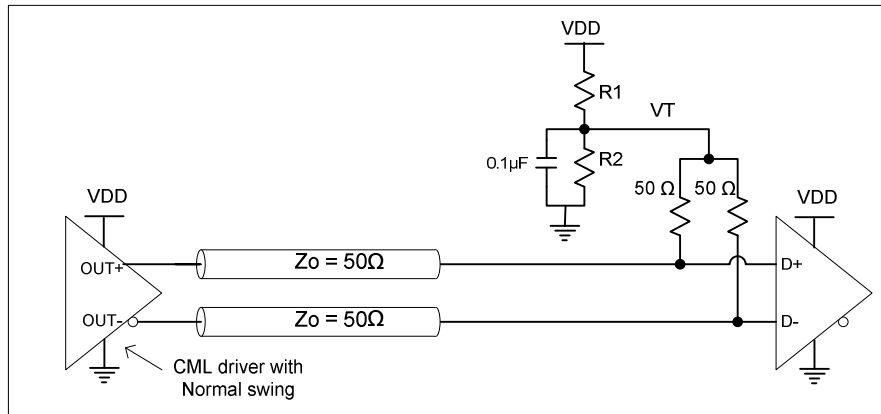 VDD
R1
VT
0.1µF
R2
50 Ω
50 Ω
VDD
VDD
OUT+
Zo = 50Ω
D+
OUT-
Zo = 50Ω
D-
CML driver with
Normal swing